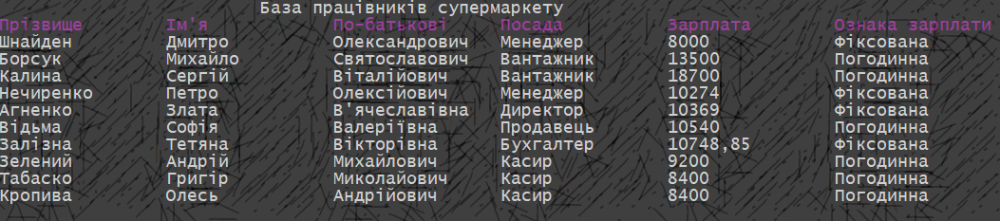 База працівників супермаркету
Прізвище Ім'я По-батькові Посада Зарплата Ознака зарплати
Шнайден Дмитро Олександрович Менеджер 8000 Фіксована
Борсук Михайло Святославович Вантажник 13500 Погодинна
Калина Сергій Віталійович Вантажник 18700 Погодинна
Нечиренко Петро Олексійович Менеджер 10274 Фіксована
Агненко Злата В'ячеславівна Директор 10369 Фіксована
Відьма Софія Валеріївна Продавець 10540 Погодинна
Залізна Тетяна Вікторівна Бухгалтер 10748,85 Фіксована
Зелений Андрій Михайлович Касир 9200 Погодинна
Табаско Григір Миколайович Касир 8400 Погодинна
Кропива Олесь Андрійович Касир 8400 Погодинна